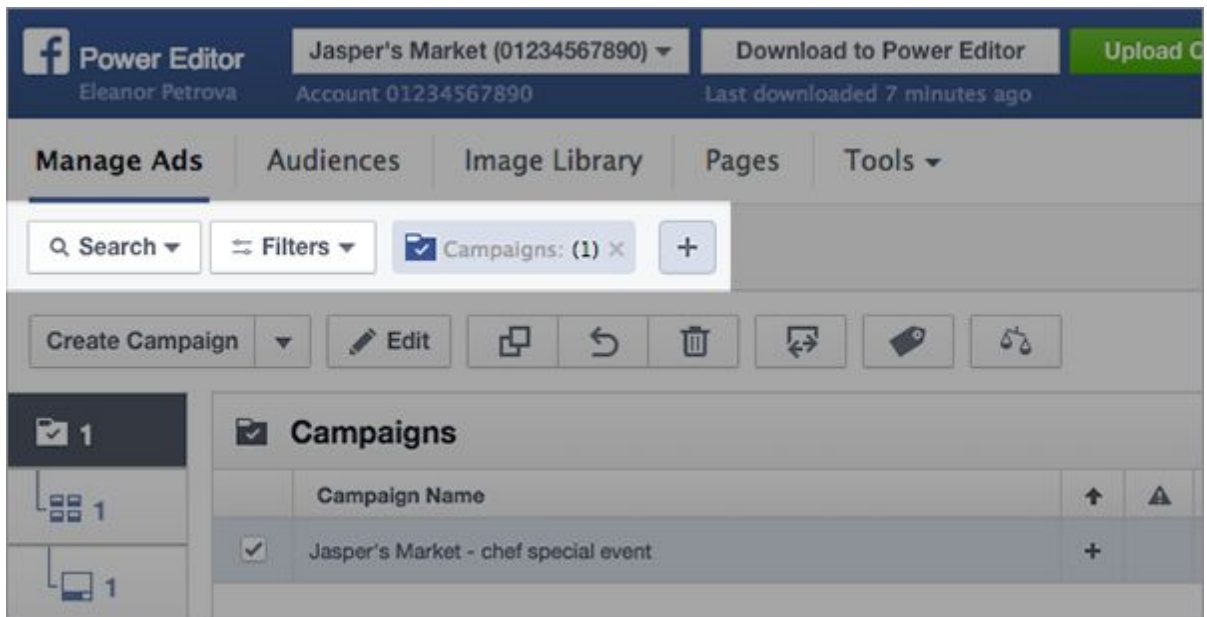 f Power Editor Jasper's Market (01234567890) Download to Power Editor Upload C
Eleanor Petrova Account 01234567890 Last downloaded 7 minutes ago
Manage Ads Audiences Image Library Pages Tools
Search Filters Campaigns: (1) × +
Create Campaign Edit
1 Campaigns
1 Campaign Name
Jasper's Market - chef special event +
1